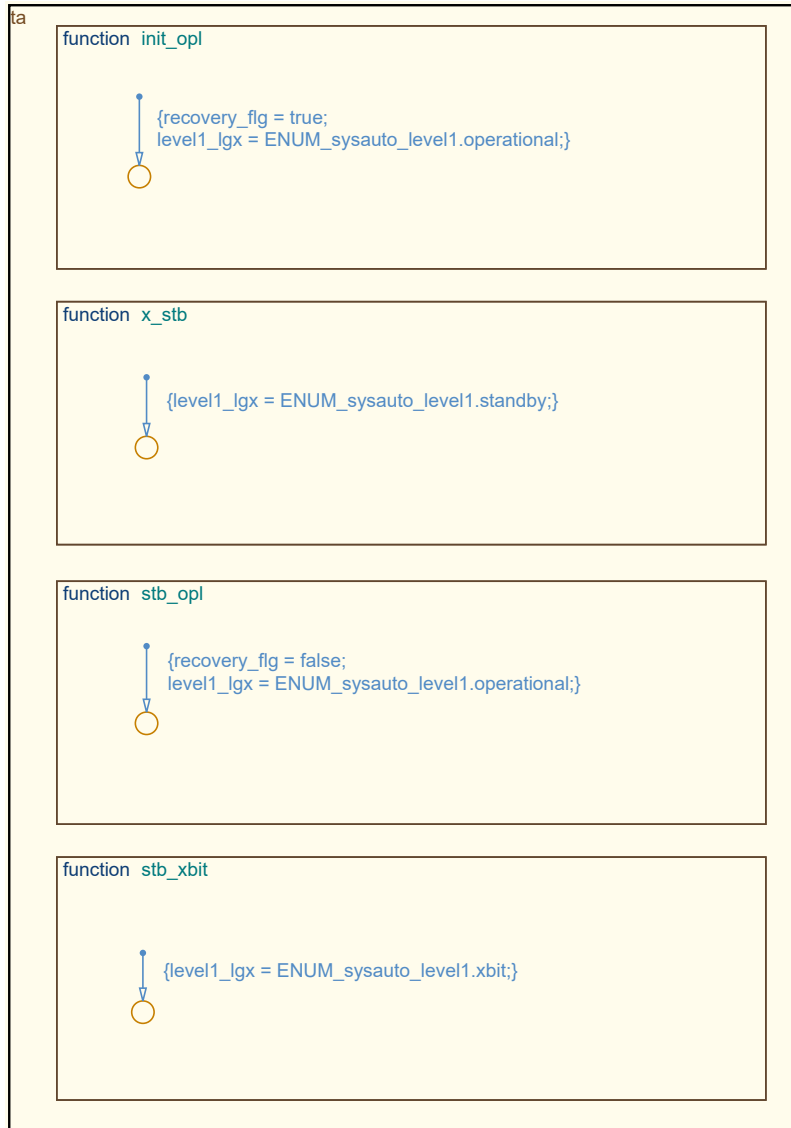 ta
function init_opl
{recovery_flg = true;
level1_lgx = ENUM_sysauto_level1.operational;}
function x_stb
{level1_lgx = ENUM_sysauto_level1.standby;}
function stb_opl
{recovery_flg = false;
level1_lgx = ENUM_sysauto_level1.operational;}
function stb_xbit
{level1_lgx = ENUM_sysauto_level1.xbit;}